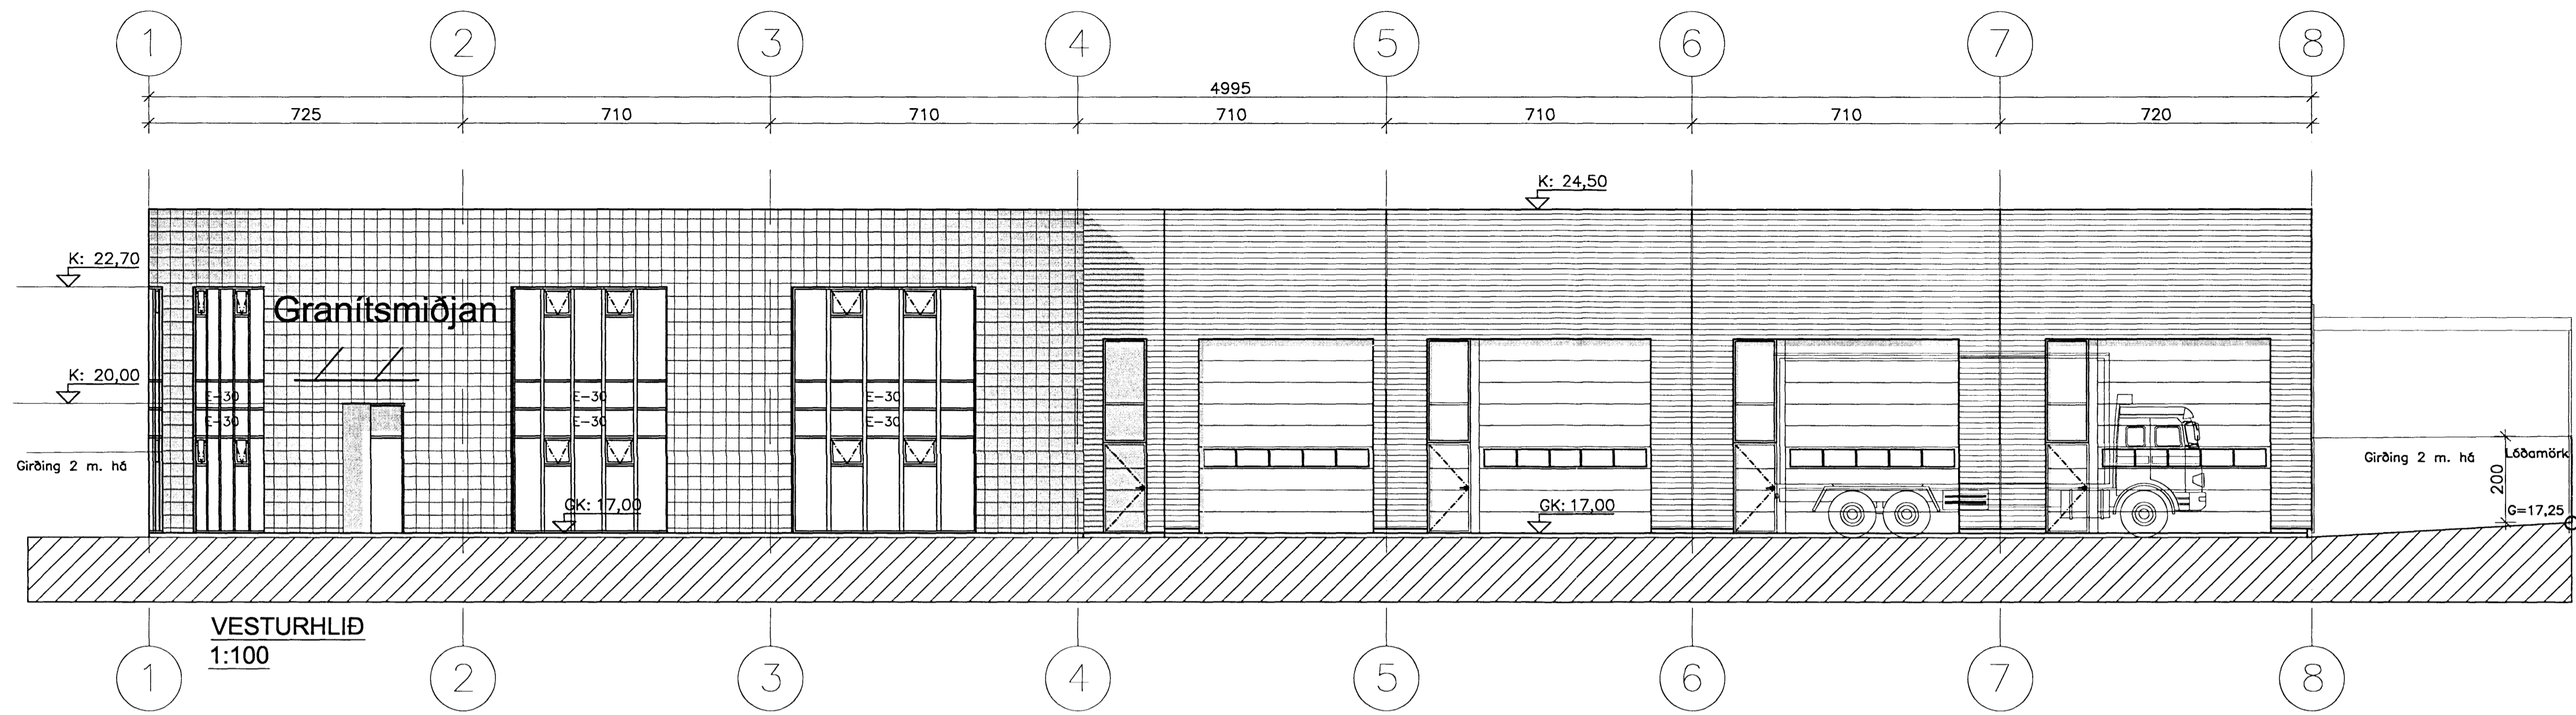 1 2 3 4 5 6 7 8
4995
725 710 710 710 710 710 720
K: 24,50
K: 22,70
Granítsmiðjan
K: 20,00
E-30 E-30 E-30
E-30 E-30 E-30
Girðing 2 m. há Girðing 2 m. há Lóðamörk
200
GK: 17,00 GK: 17,00 G=17,25
VESTURHLIÐ
1:100
1 2 3 4 5 6 7 8